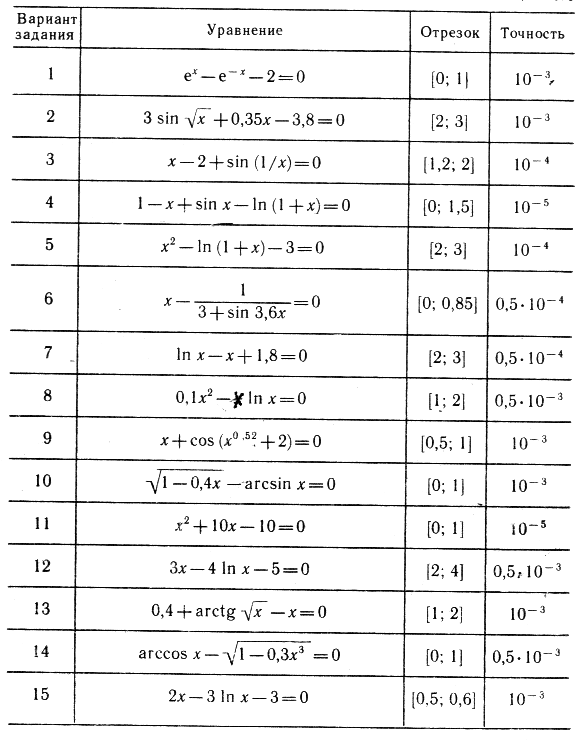 Вариант задания Уравнение Отрезок Точность
1 eˣ − e⁻ˣ − 2 = 0 [0; 1] 10⁻³
2 3 sin √x + 0,35x − 3,8 = 0 [2; 3] 10⁻³
3 x − 2 + sin (1/x) = 0 [1,2; 2] 10⁻⁴
4 1 − x + sin x − ln (1 + x) = 0 [0; 1,5] 10⁻⁵
5 x² − ln (1 + x) − 3 = 0 [2; 3] 10⁻⁴
6 x − 1/(3 + sin 3,6x) = 0 [0; 0,85] 0,5·10⁻⁴
7 ln x − x + 1,8 = 0 [2; 3] 0,5·10⁻⁴
8 0,1x² − x ln x = 0 [1; 2] 0,5·10⁻³
9 x + cos (x⁰·⁵² + 2) = 0 [0,5; 1] 10⁻³
10 √(1 − 0,4x) − arcsin x = 0 [0; 1] 10⁻³
11 x² + 10x − 10 = 0 [0; 1] 10⁻⁵
12 3x − 4 ln x − 5 = 0 [2; 4] 0,5·10⁻³
13 0,4 + arctg √x − x = 0 [1; 2] 10⁻³
14 arccos x − √(1 − 0,3x³) = 0 [0; 1] 0,5·10⁻³
15 2x − 3 ln x − 3 = 0 [0,5; 0,6] 10⁻³